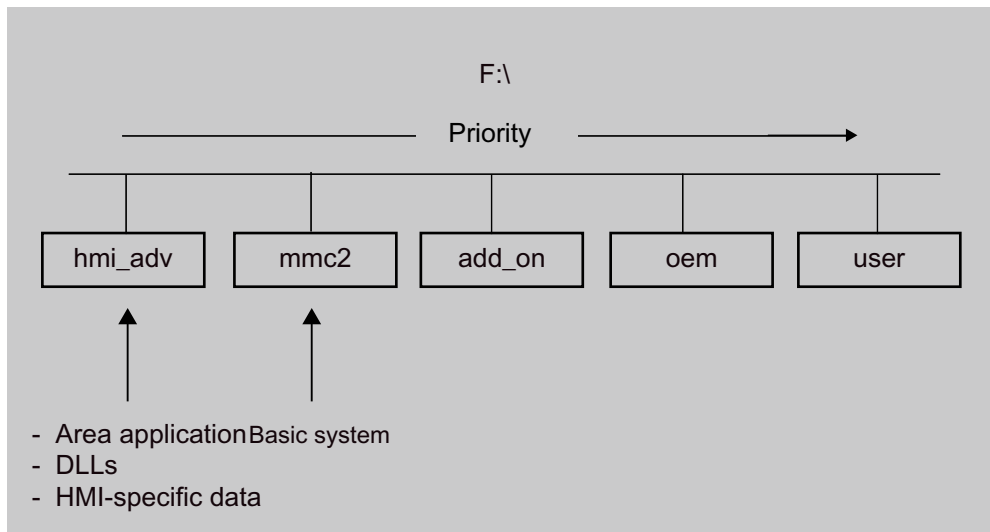 F:\
Priority
hmi_adv mmc2 add_on oem user
- Area application Basic system
- DLLs
- HMI-specific data